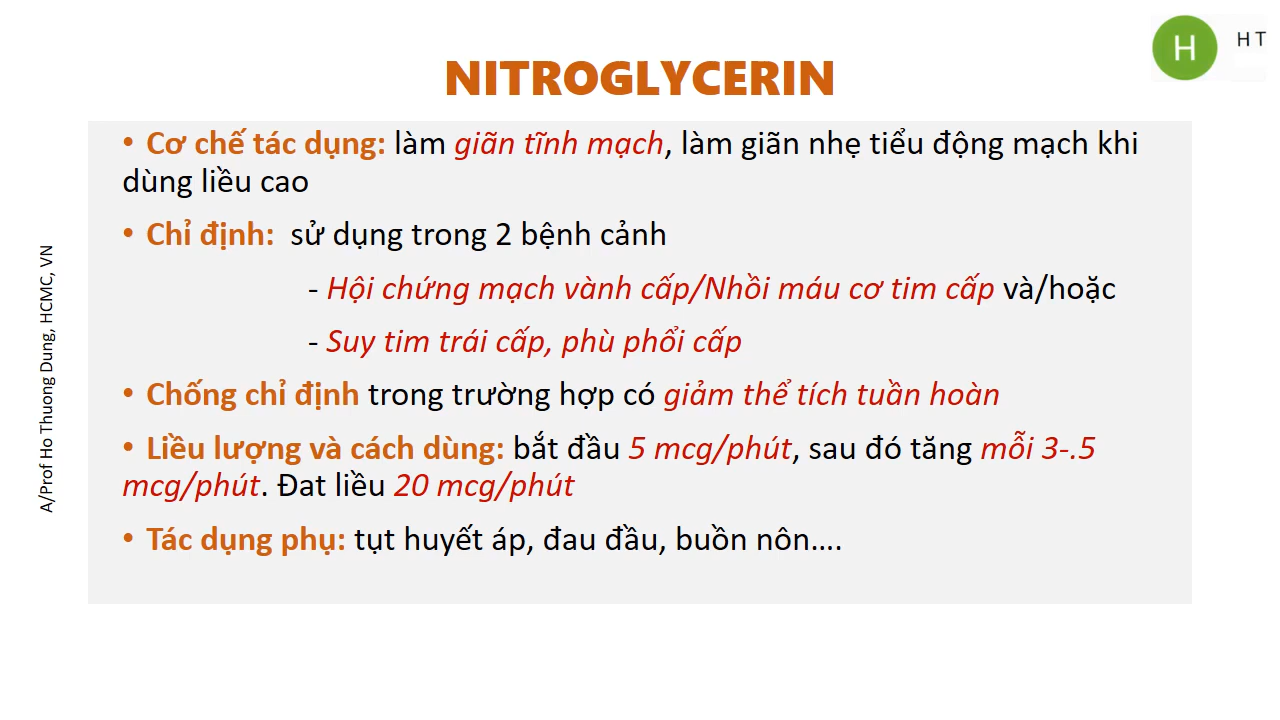 H
H T
NITROGLYCERIN
• Cơ chế tác dụng: làm giãn tĩnh mạch, làm giãn nhẹ tiểu động mạch khi
dùng liều cao
• Chỉ định: sử dụng trong 2 bệnh cảnh
- Hội chứng mạch vành cấp/Nhồi máu cơ tim cấp và/hoặc
- Suy tim trái cấp, phù phổi cấp
• Chống chỉ định trong trường hợp có giảm thể tích tuần hoàn
• Liều lượng và cách dùng: bắt đầu 5 mcg/phút, sau đó tăng mỗi 3-.5
mcg/phút. Đat liều 20 mcg/phút
• Tác dụng phụ: tụt huyết áp, đau đầu, buồn nôn....
A/Prof Ho Thuong Dung, HCMC, VN